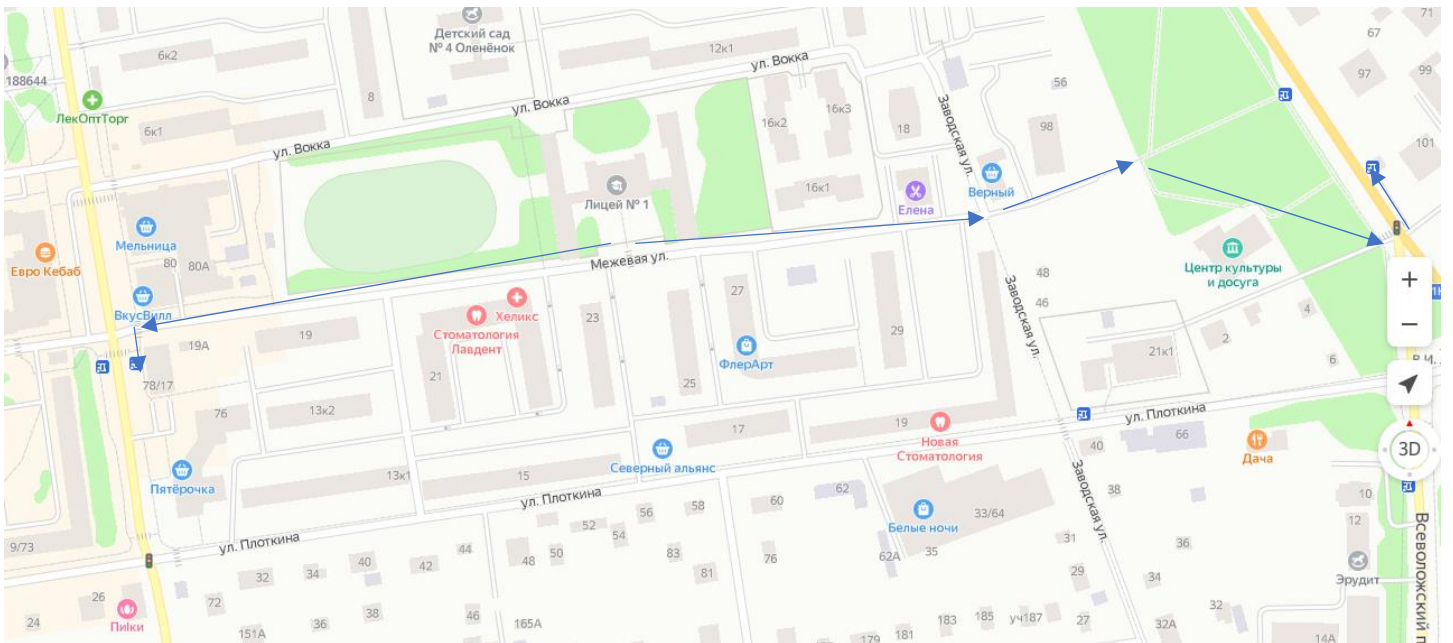 71
67
6к2
Детский сад
№ 4 Оленёнок
12к1
ул. Вокка
97
99
188644
8
56
ЛекОптТорг
ул. Вокка
16к3
16к2
18
98
Заводская ул.
6к1
101
ул. Вокка
Лицей № 1
16к1
Верный
Елена
Мельница
Межевая ул.
80
80А
Евро Кебаб
48
Центр культуры
и досуга
27
46
ВкусВилл
Хеликс
23
4
19А
19
Стоматология
Лавдент
29
2
21к1
6
В.И.
ФлерАрт
78/17
21
25
Заводская ул.
76
13к2
17
19
ул. Плоткина
Новая
Стоматология
40
66
3D
Дача
Северный альянс
Пятёрочка
13к1
15
ул. Плоткина
62
38
10
58
60
56
Белые ночи
33/64
12
9/73
52
54
Заводская ул.
ул. Плоткина
44
48
50
83
76
62А
35
31
36
40
42
81
Эрудит
32
34
29
34
26
72
Пиlки
38
46
165А
183
185
уч187
27
32
24
151А
36
179
181
32А
14А
Всеволожский п